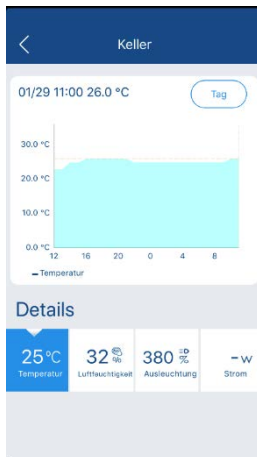 Keller
01/29 11:00 26.0 °C
Tag
30.0 °C
20.0 °C
10.0 °C
0.0 °C
12 16 20 0 4 8
Temperatur
Details
25°C 32% 380 -w
Temperatur Luftfeuchtigkeit Ausleuchtung Strom